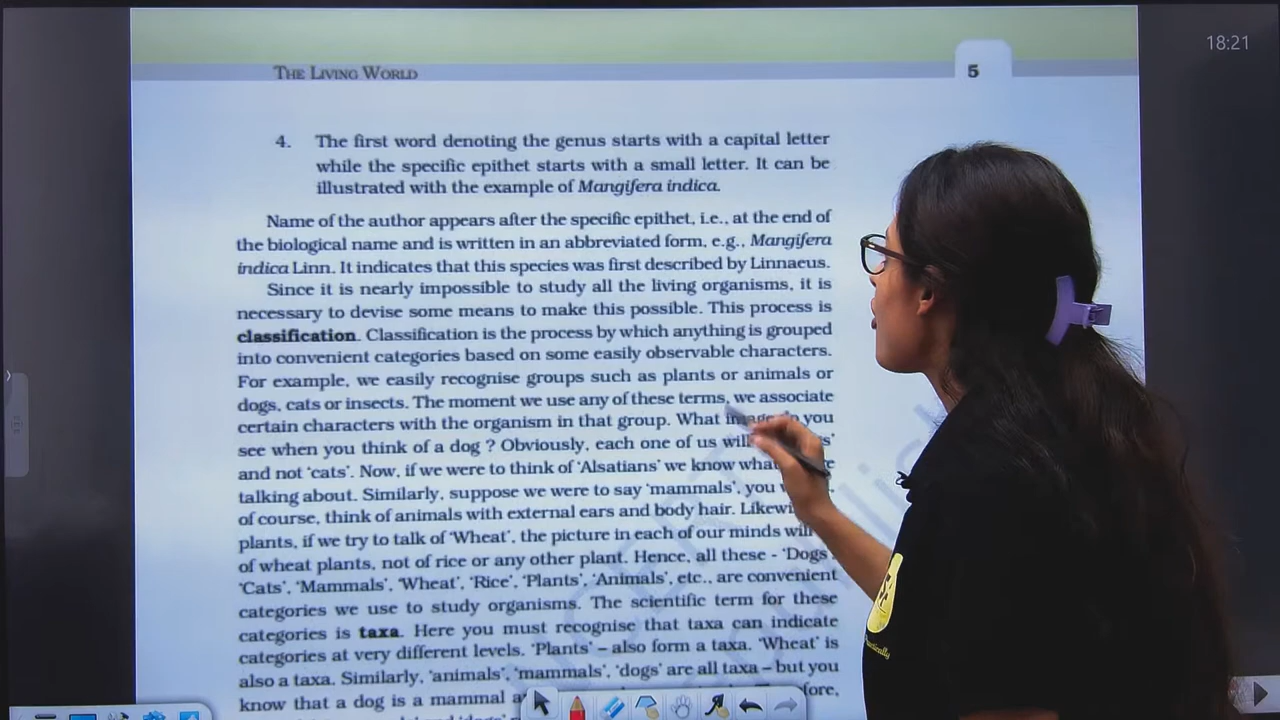 18:21
THE LIVING WORLD
5
4. The first word denoting the genus starts with a capital letter
while the specific epithet starts with a small letter. It can be
illustrated with the example of Mangifera indica.
Name of the author appears after the specific epithet, i.e., at the end of
the biological name and is written in an abbreviated form, e.g., Mangifera
indica Linn. It indicates that this species was first described by Linnaeus.
Since it is nearly impossible to study all the living organisms, it is
necessary to devise some means to make this possible. This process is
classification. Classification is the process by which anything is grouped
into convenient categories based on some easily observable characters.
For example, we easily recognise groups such as plants or animals or
dogs, cats or insects. The moment we use any of these terms, we associate
certain characters with the organism in that group. What you
see when you think of a dog ? Obviously, each one of us will
and not ‘cats’. Now, if we were to think of ‘Alsatians’ we know what
talking about. Similarly, suppose we were to say ‘mammals’, you
of course, think of animals with external ears and body hair.
plants, if we try to talk of ‘Wheat’, the picture in each of our minds will
of wheat plants, not of rice or any other plant. Hence, all these - ‘Dogs’
‘Cats’, ‘Mammals’, ‘Wheat’, ‘Rice’, ‘Plants’, ‘Animals’, etc., are convenient
categories we use to study organisms. The scientific term for these
categories is taxa. Here you must recognise that taxa can indicate
categories at very different levels. ‘Plants’ – also form a taxa. ‘Wheat’ is
also a taxa. Similarly, ‘animals’, ‘mammals’, ‘dogs’ are all taxa – but you
know that a dog is a mammal